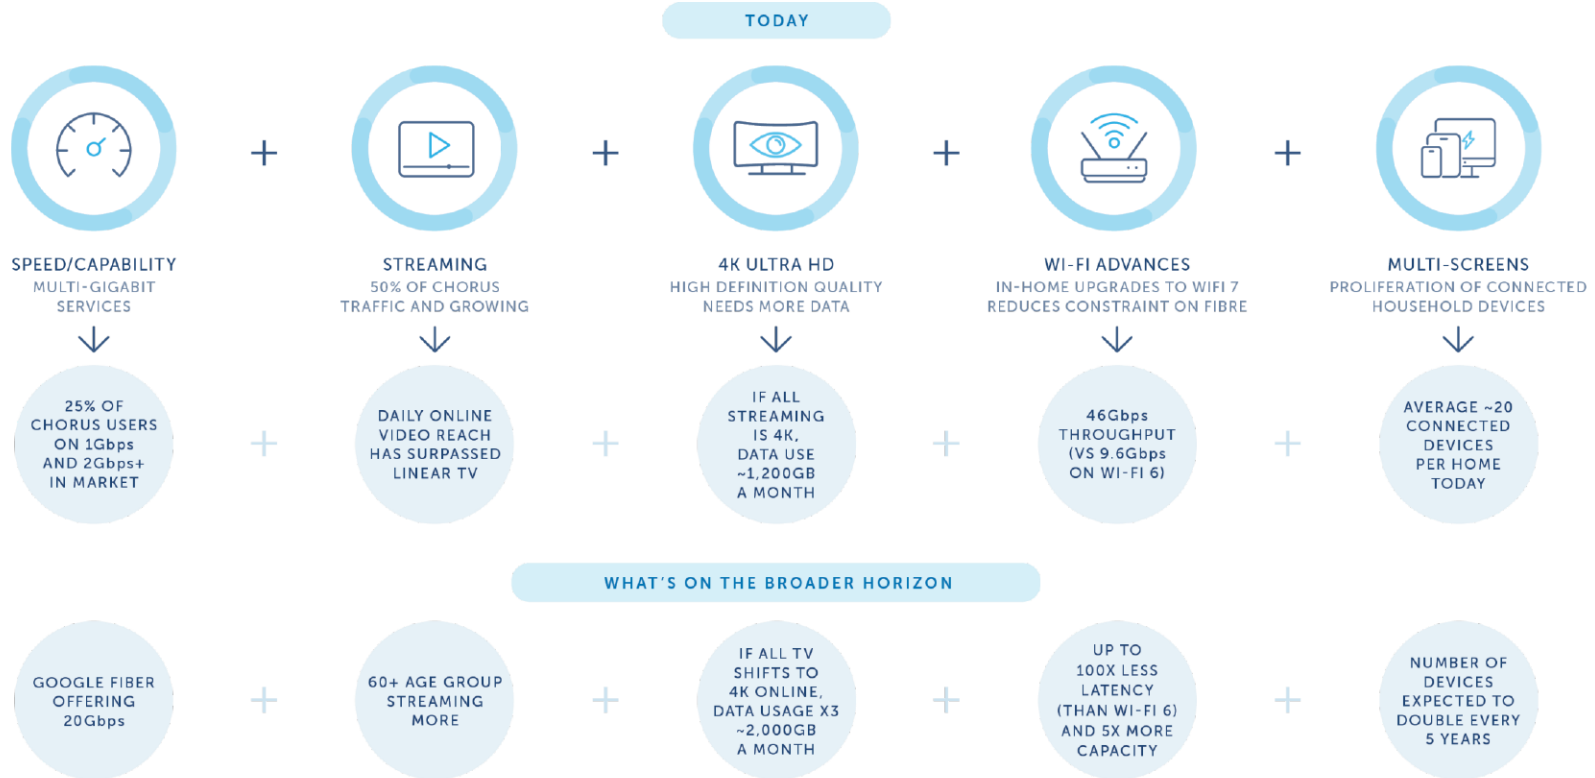 TODAY
SPEED/CAPABILITY
MULTI-GIGABIT
SERVICES
STREAMING
50% OF CHORUS
TRAFFIC AND GROWING
4K ULTRA HD
HIGH DEFINITION QUALITY
NEEDS MORE DATA
WI-FI ADVANCES
IN-HOME UPGRADES TO WIFI 7
REDUCES CONSTRAINT ON FIBRE
MULTI-SCREENS
PROLIFERATION OF CONNECTED
HOUSEHOLD DEVICES
25% OF
CHORUS USERS
ON 1Gbps
AND 2Gbps+
IN MARKET
DAILY ONLINE
VIDEO REACH
HAS SURPASSED
LINEAR TV
IF ALL
STREAMING
IS 4K,
DATA USE
~1,200GB
A MONTH
46Gbps
THROUGHPUT
(VS 9.6Gbps
ON WI-FI 6)
AVERAGE ~20
CONNECTED
DEVICES
PER HOME
TODAY
WHAT'S ON THE BROADER HORIZON
GOOGLE FIBER
OFFERING
20Gbps
60+ AGE GROUP
STREAMING
MORE
IF ALL TV
SHIFTS TO
4K ONLINE,
DATA USAGE X3
~2,000GB
A MONTH
UP TO
100X LESS
LATENCY
(THAN WI-FI 6)
AND 5X MORE
CAPACITY
NUMBER OF
DEVICES
EXPECTED TO
DOUBLE EVERY
5 YEARS